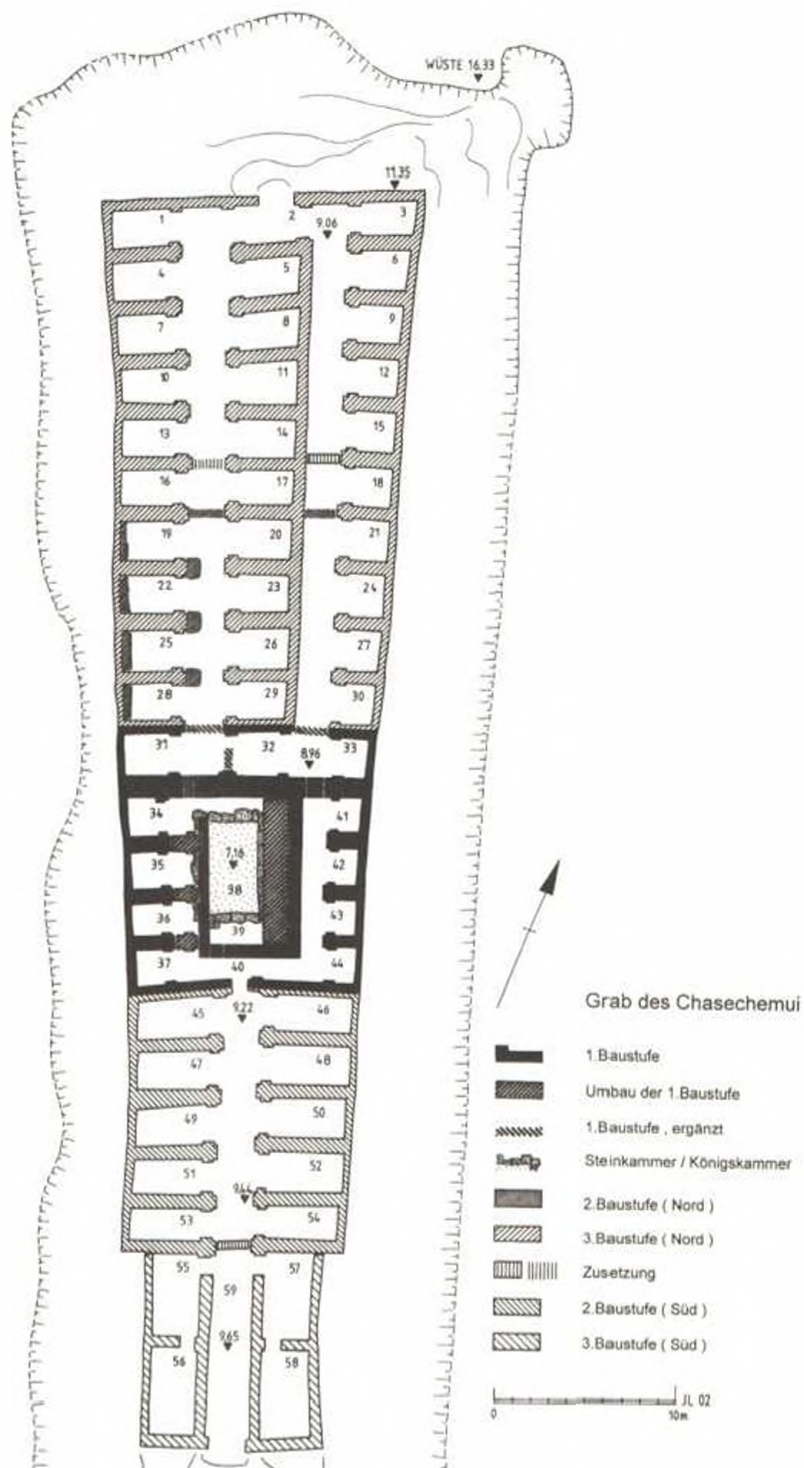 WÜSTE 16.33
11.35
1 2 3
9.06
4 5 6
7 8 9
10 11 12
13 14 15
16 17 18
19 20 21
22 23 24
25 26 27
28 29 30
31 32 33
8.96
34 41
35 7,16 42
38
36 39 43
37 40 44
45 9.22 46
47 48
49 50
51 52
9.44
53 54
55 57
59
9.65
56 58
Grab des Chasechemui
1.Baustufe
Umbau der 1.Baustufe
1.Baustufe , ergänzt
Steinkammer / Königskammer
2.Baustufe ( Nord )
3.Baustufe ( Nord )
Zusetzung
2.Baustufe ( Süd )
3.Baustufe ( Süd )
JL 02
0 10m